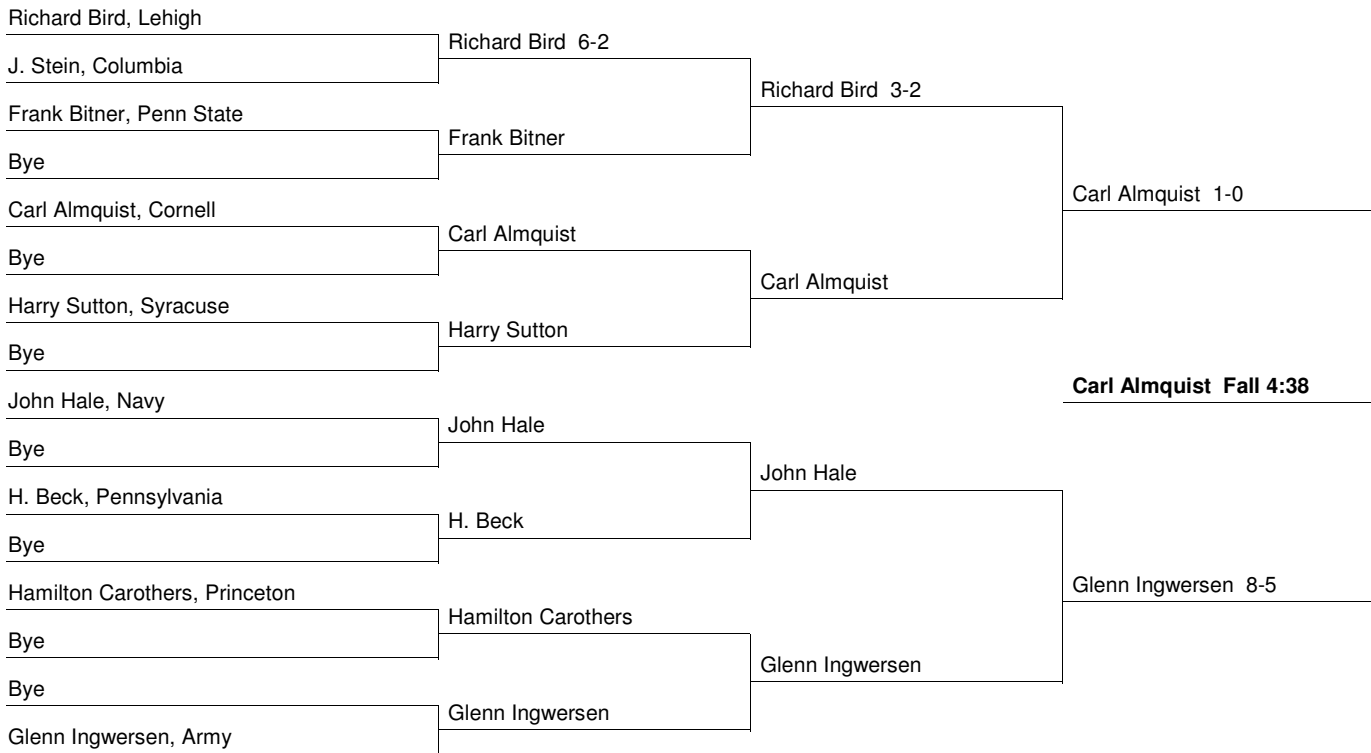 Richard Bird, Lehigh
J. Stein, Columbia
Frank Bitner, Penn State
Bye
Carl Almquist, Cornell
Bye
Harry Sutton, Syracuse
Bye
John Hale, Navy
Bye
H. Beck, Pennsylvania
Bye
Hamilton Carothers, Princeton
Bye
Bye
Glenn Ingwersen, Army
Richard Bird 6-2
Frank Bitner
Carl Almquist
Harry Sutton
John Hale
H. Beck
Hamilton Carothers
Glenn Ingwersen
Richard Bird 3-2
Carl Almquist
John Hale
Glenn Ingwersen
Carl Almquist 1-0
Glenn Ingwersen 8-5
Carl Almquist Fall 4:38